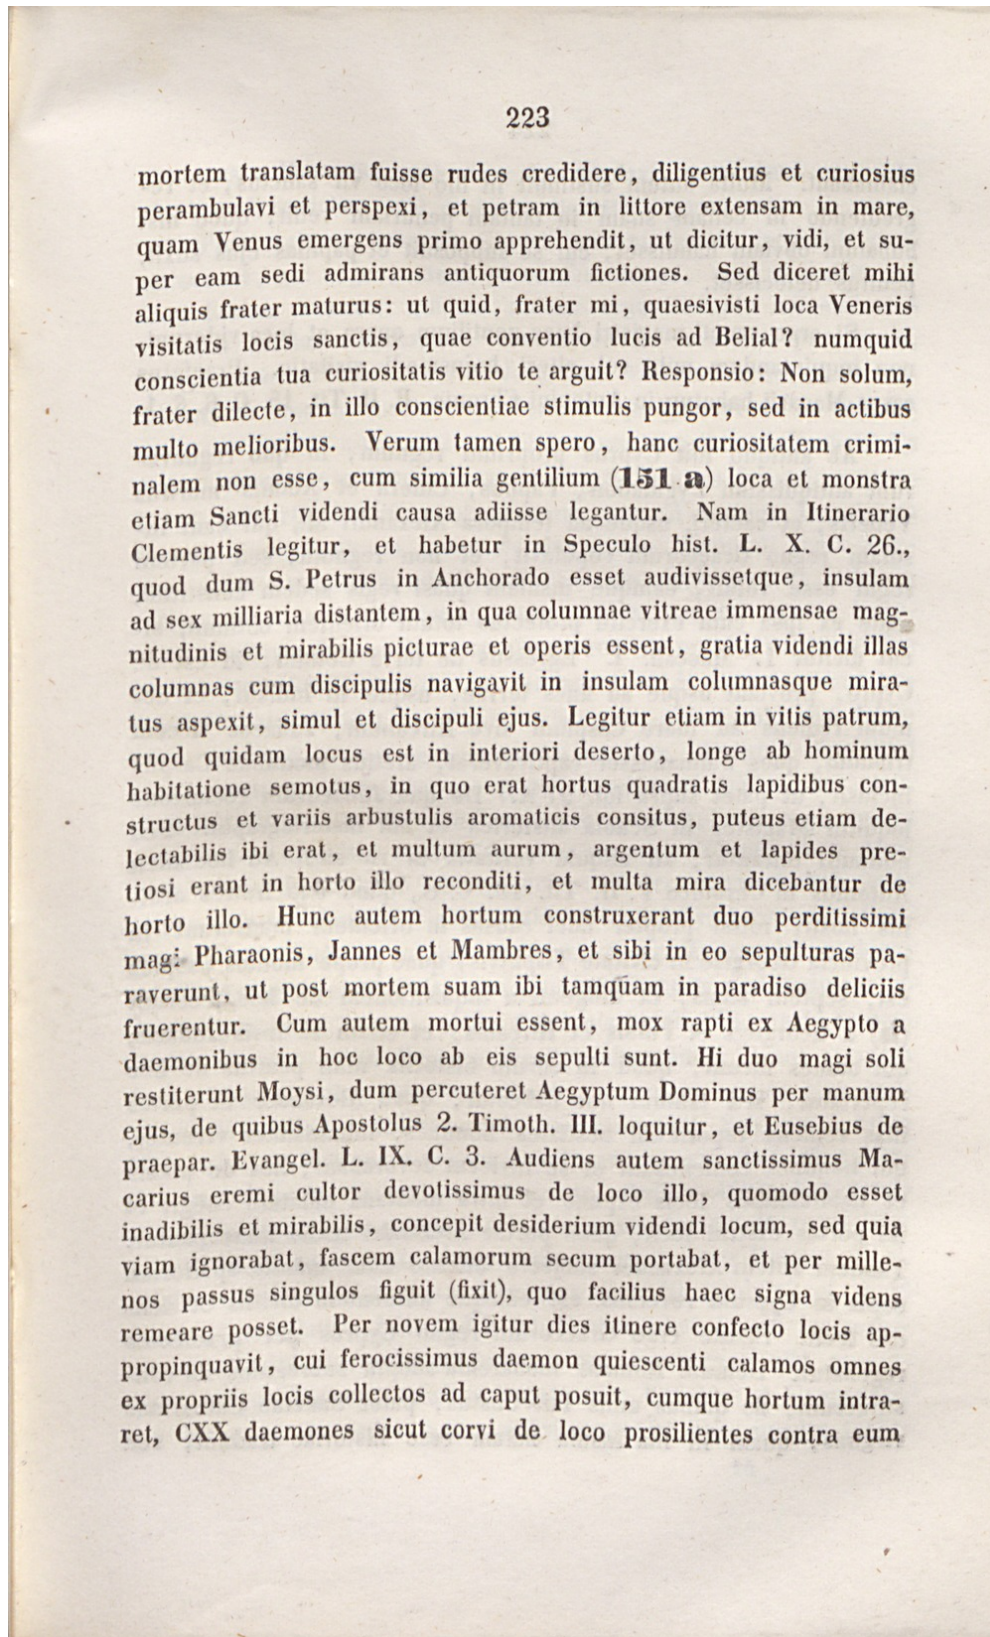 223
mortem translatam fuisse rudes credidere, diligentius et curiosius
perambulavi et perspexi, et petram in littore extensam in mare,
quam Venus emergens primo apprehendit, ut dicitur, vidi, et su-
per eam sedi admirans antiquorum fictiones. Sed diceret mihi
aliquis frater maturus: ut quid, frater mi, quaesivisti loca Veneris
visitatis locis sanctis, quae conventio lucis ad Belial? numquid
conscientia tua curiositatis vitio te arguit? Responsio: Non solum,
frater dilecte, in illo conscientiae stimulis pungor, sed in actibus
multo melioribus. Verum tamen spero, hanc curiositatem crimi-
nalem non esse, cum similia gentilium (151 a) loca et monstra
etiam Sancti videndi causa adiisse legantur. Nam in Itinerario
Clementis legitur, et habetur in Speculo hist. L. X. C. 26.,
quod dum S. Petrus in Anchorado esset audivissetque, insulam
ad sex milliaria distantem, in qua columnae vitreae immensae mag-
nitudinis et mirabilis picturae et operis essent, gratia videndi illas
columnas cum discipulis navigavit in insulam columnasque mira-
tus aspexit, simul et discipuli ejus. Legitur etiam in vitis patrum,
quod quidam locus est in interiori deserto, longe ab hominum
habitatione semotus, in quo erat hortus quadratis lapidibus con-
structus et variis arbustulis aromaticis consitus, puteus etiam de-
lectabilis ibi erat, et multum aurum, argentum et lapides pre-
tiosi erant in horto illo reconditi, et multa mira dicebantur de
horto illo. Hunc autem hortum construxerant duo perditissimi
magi Pharaonis, Jannes et Mambres, et sibi in eo sepulturas pa-
raverunt, ut post mortem suam ibi tamquam in paradiso deliciis
fruerentur. Cum autem mortui essent, mox rapti ex Aegypto a
daemonibus in hoc loco ab eis sepulti sunt. Hi duo magi soli
restiterunt Moysi, dum percuteret Aegyptum Dominus per manum
ejus, de quibus Apostolus 2. Timoth. III. loquitur, et Eusebius de
praepar. Evangel. L. IX. C. 3. Audiens autem sanctissimus Ma-
carius eremi cultor devotissimus de loco illo, quomodo esset
inadibilis et mirabilis, concepit desiderium videndi locum, sed quia
viam ignorabat, fascem calamorum secum portabat, et per mille-
nos passus singulos figuit (fixit), quo facilius haec signa videns
remeare posset. Per novem igitur dies itinere confecto locis ap-
propinquavit, cui ferocissimus daemon quiescenti calamos omnes
ex propriis locis collectos ad caput posuit, cumque hortum intra-
ret, CXX daemones sicut corvi de loco prosilientes contra eum